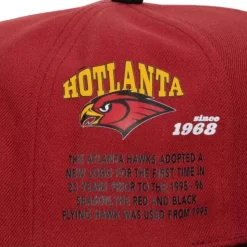 HOTLANTA
since
1968
THE ATLANTA HAWKS ADOPTED A
NEW LOGO FOR THE FIRST TIME IN
25 YEARS PRIOR TO THE 1995-96
SEASON. THE RED AND BLACK
FLYING HAWK WAS USED FROM 1995